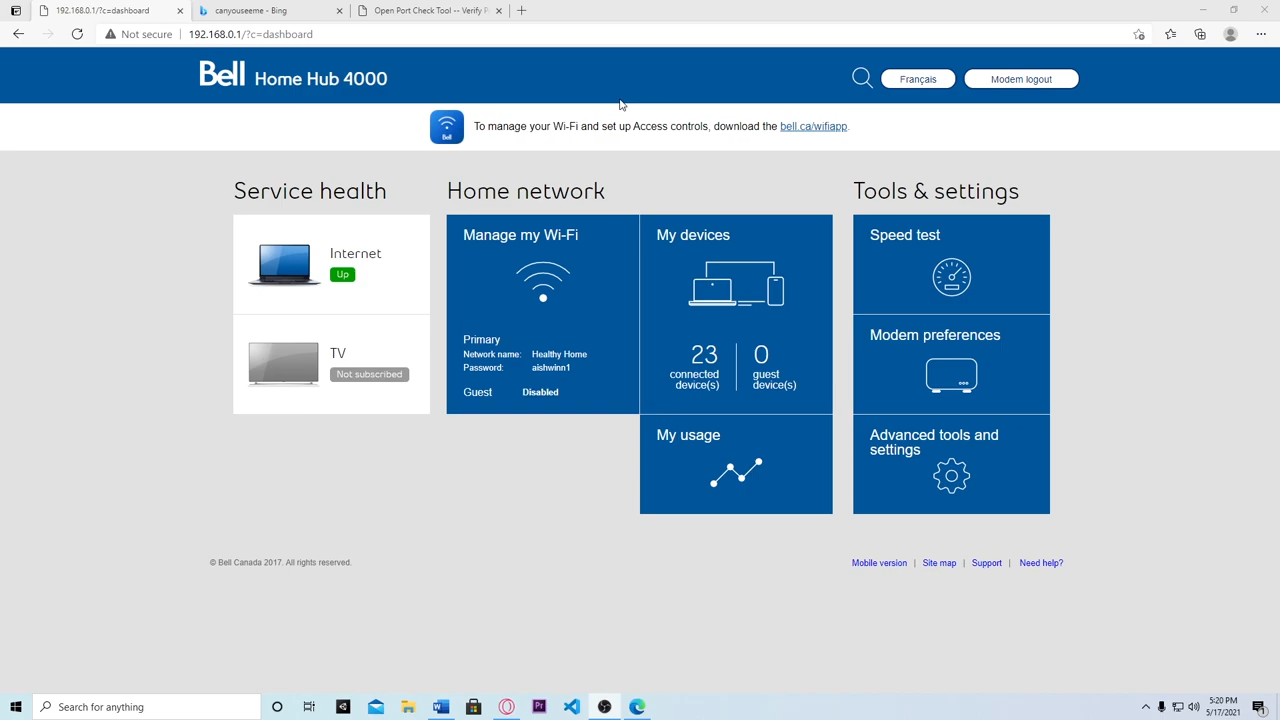 192.168.0.1/?c=dashboard
canyouseeme - Bing
Open Port Check Tool -- Verify P
Not secure
192.168.0.1/?c=dashboard
Bell Home Hub 4000
Français
Modem logout
Bell
To manage your Wi-Fi and set up Access controls, download the bell.ca/wifiapp.
Service health
Internet
Up
TV
Not subscribed
Home network
Manage my Wi-Fi
Primary
Network name: Healthy Home
Password: aishwinn1
Guest Disabled
My devices
23
connected
device(s)
0
guest
device(s)
My usage
Tools & settings
Speed test
Modem preferences
Advanced tools and
settings
© Bell Canada 2017. All rights reserved.
Mobile version | Site map | Support | Need help?
Search for anything
Pr
5:20 PM
5/17/2021